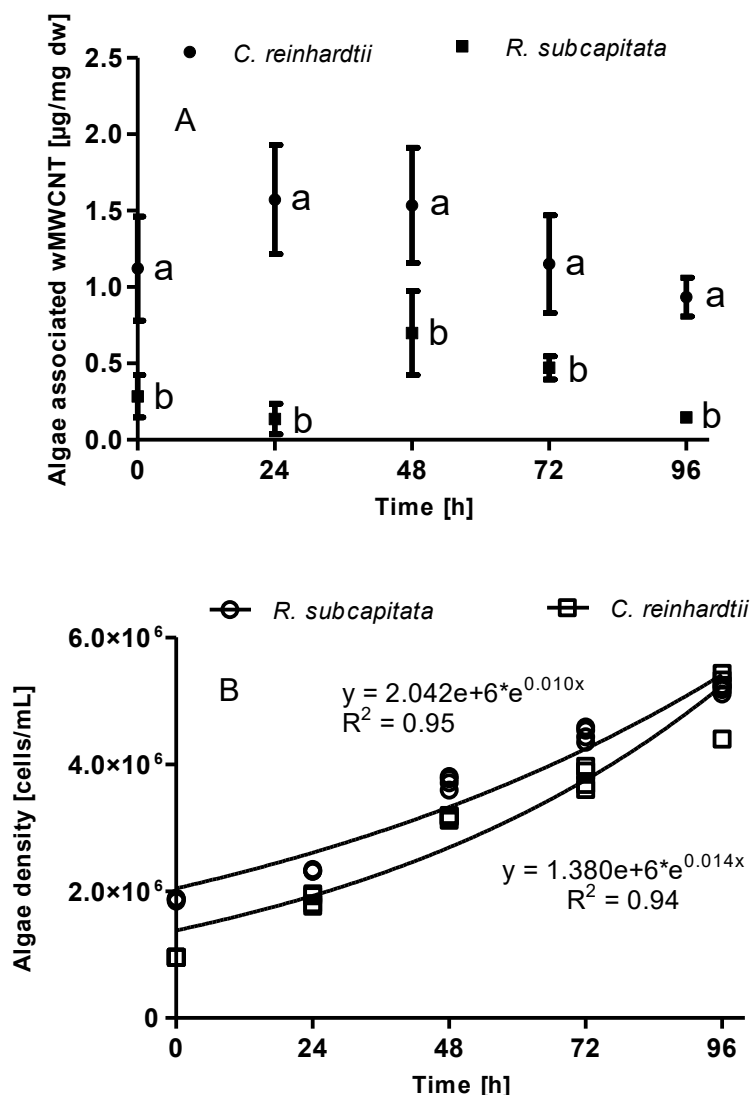 C. reinhardtii R. subcapitata
Algae associated wMWCNT [µg/mg dw]
2.5
A
2.0
a
a
1.5
a
a
a
1.0
b
0.5
b
b
b
b
0.0
0 24 48 72 96
Time [h]
R. subcapitata C. reinhardtii
Algae density [cells/mL]
6.0×10⁶
B
y = 2.042e+6*e^0.010x
R² = 0.95
4.0×10⁶
y = 1.380e+6*e^0.014x
R² = 0.94
2.0×10⁶
0
0 24 48 72 96
Time [h]